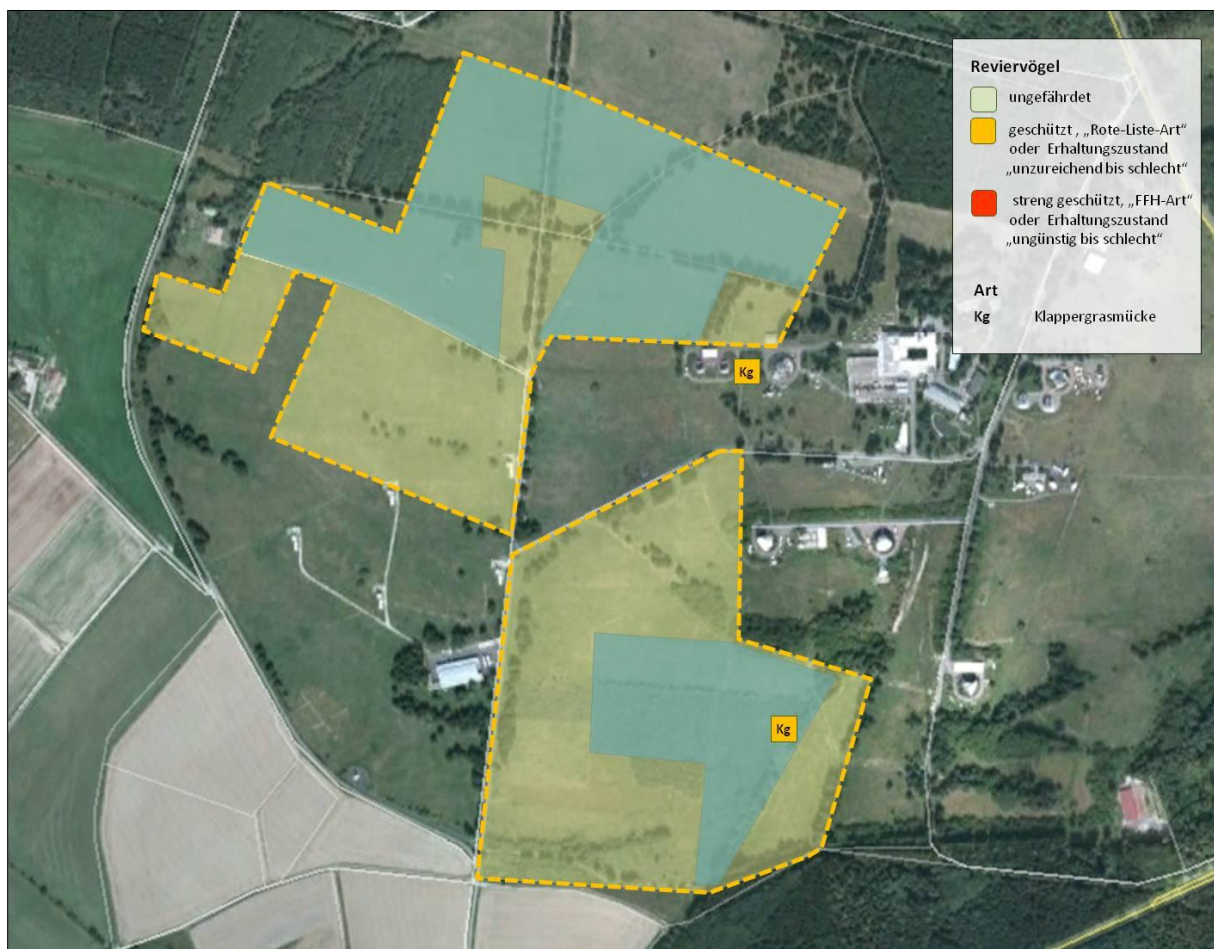 Reviervögel
ungefährdet
geschützt , „Rote-Liste-Art“
oder Erhaltungszustand
„unzureichend bis schlecht“
streng geschützt, „FFH-Art“
oder Erhaltungszustand
„ungünstig bis schlecht“
Art
Kg Klappergrasmücke
Kg
Kg